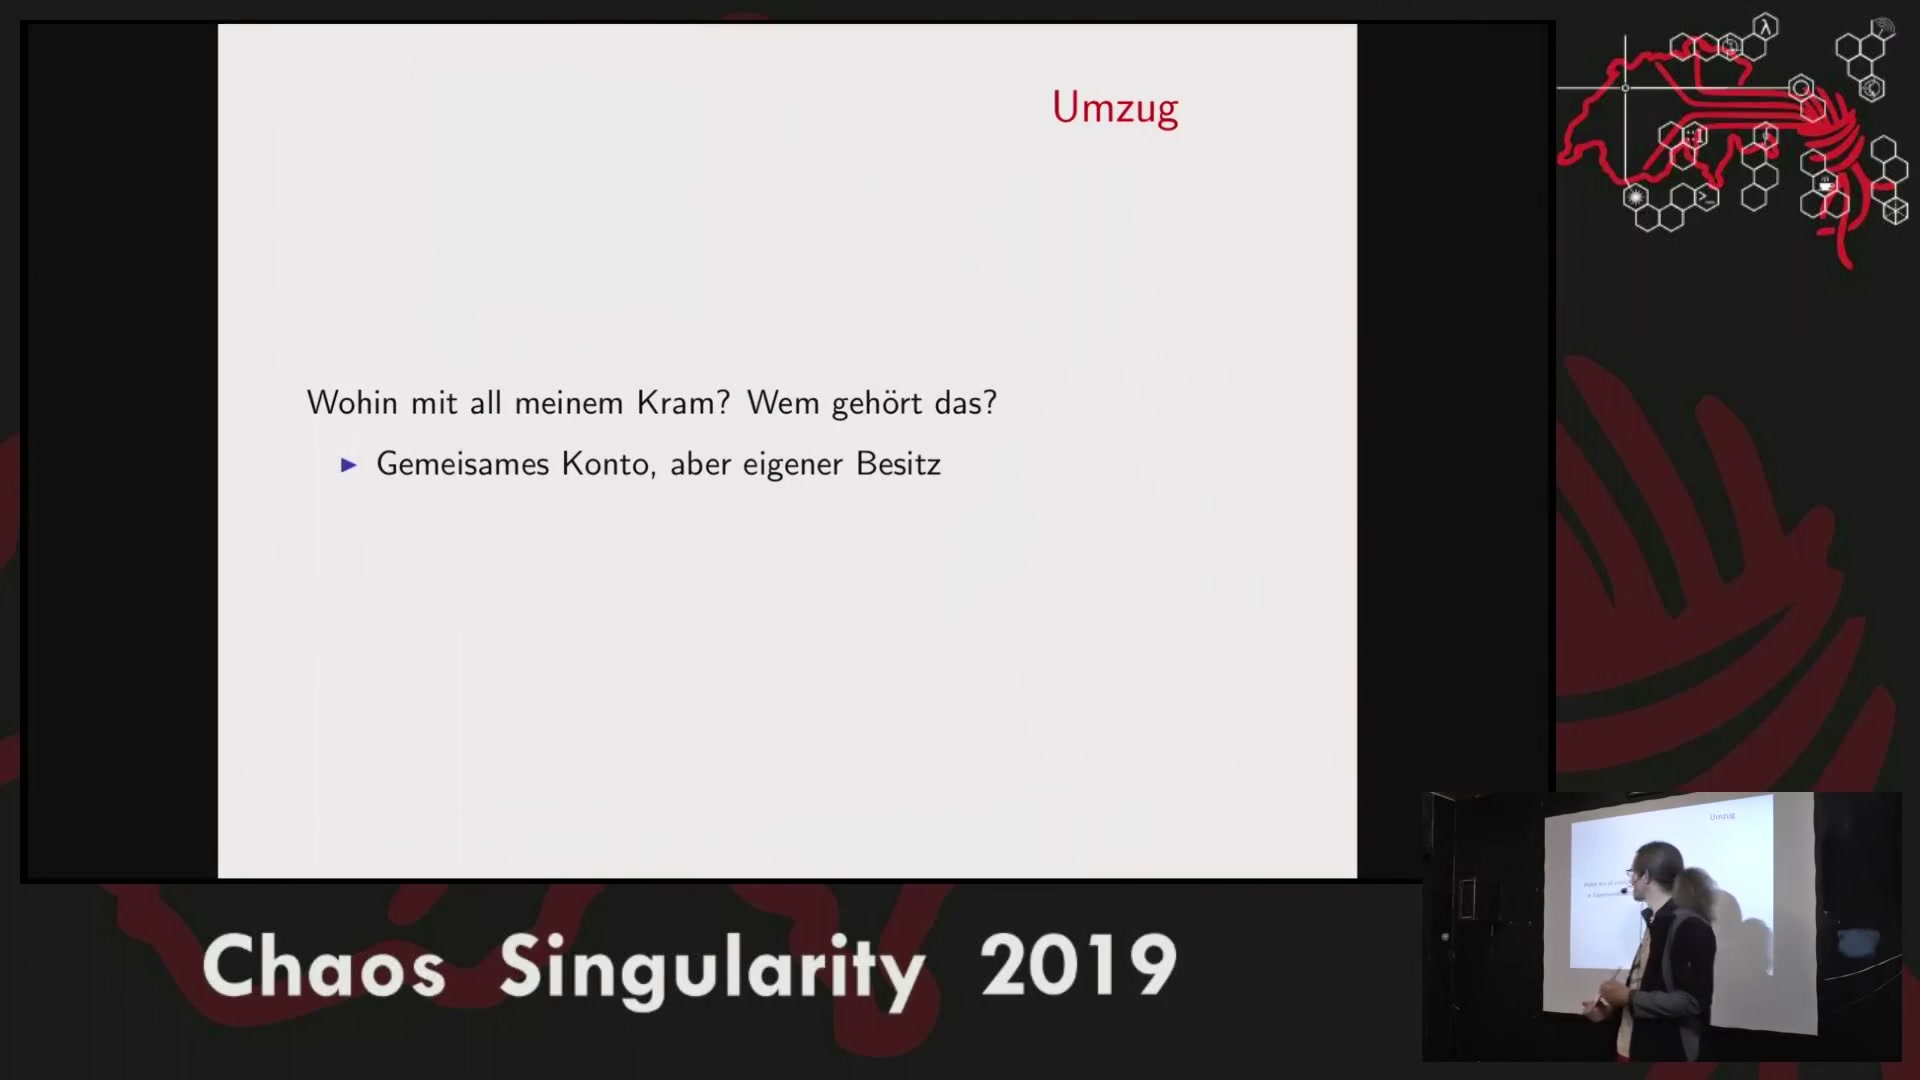 Umzug
Wohin mit all meinem Kram? Wem gehört das?
▶ Gemeisames Konto, aber eigener Besitz
Chaos Singularity 2019
Umzug